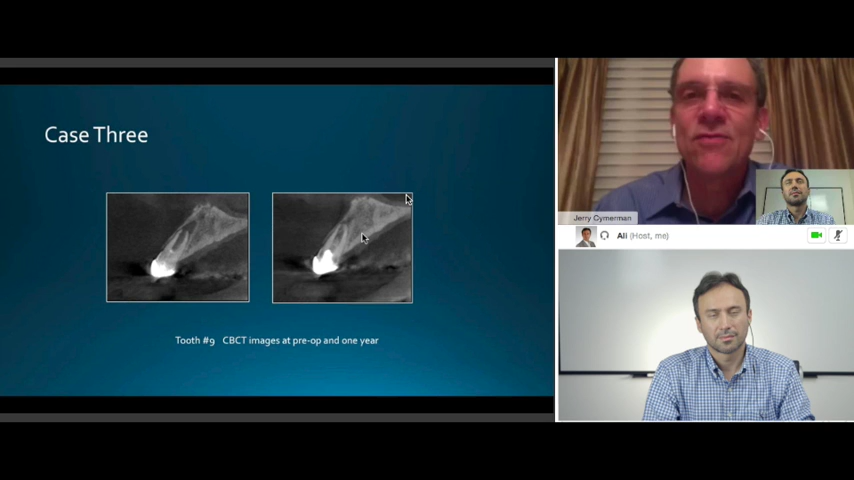 Case Three
Tooth #9 CBCT images at pre-op and one year
Jerry Cymerman
Ali (Host, me)